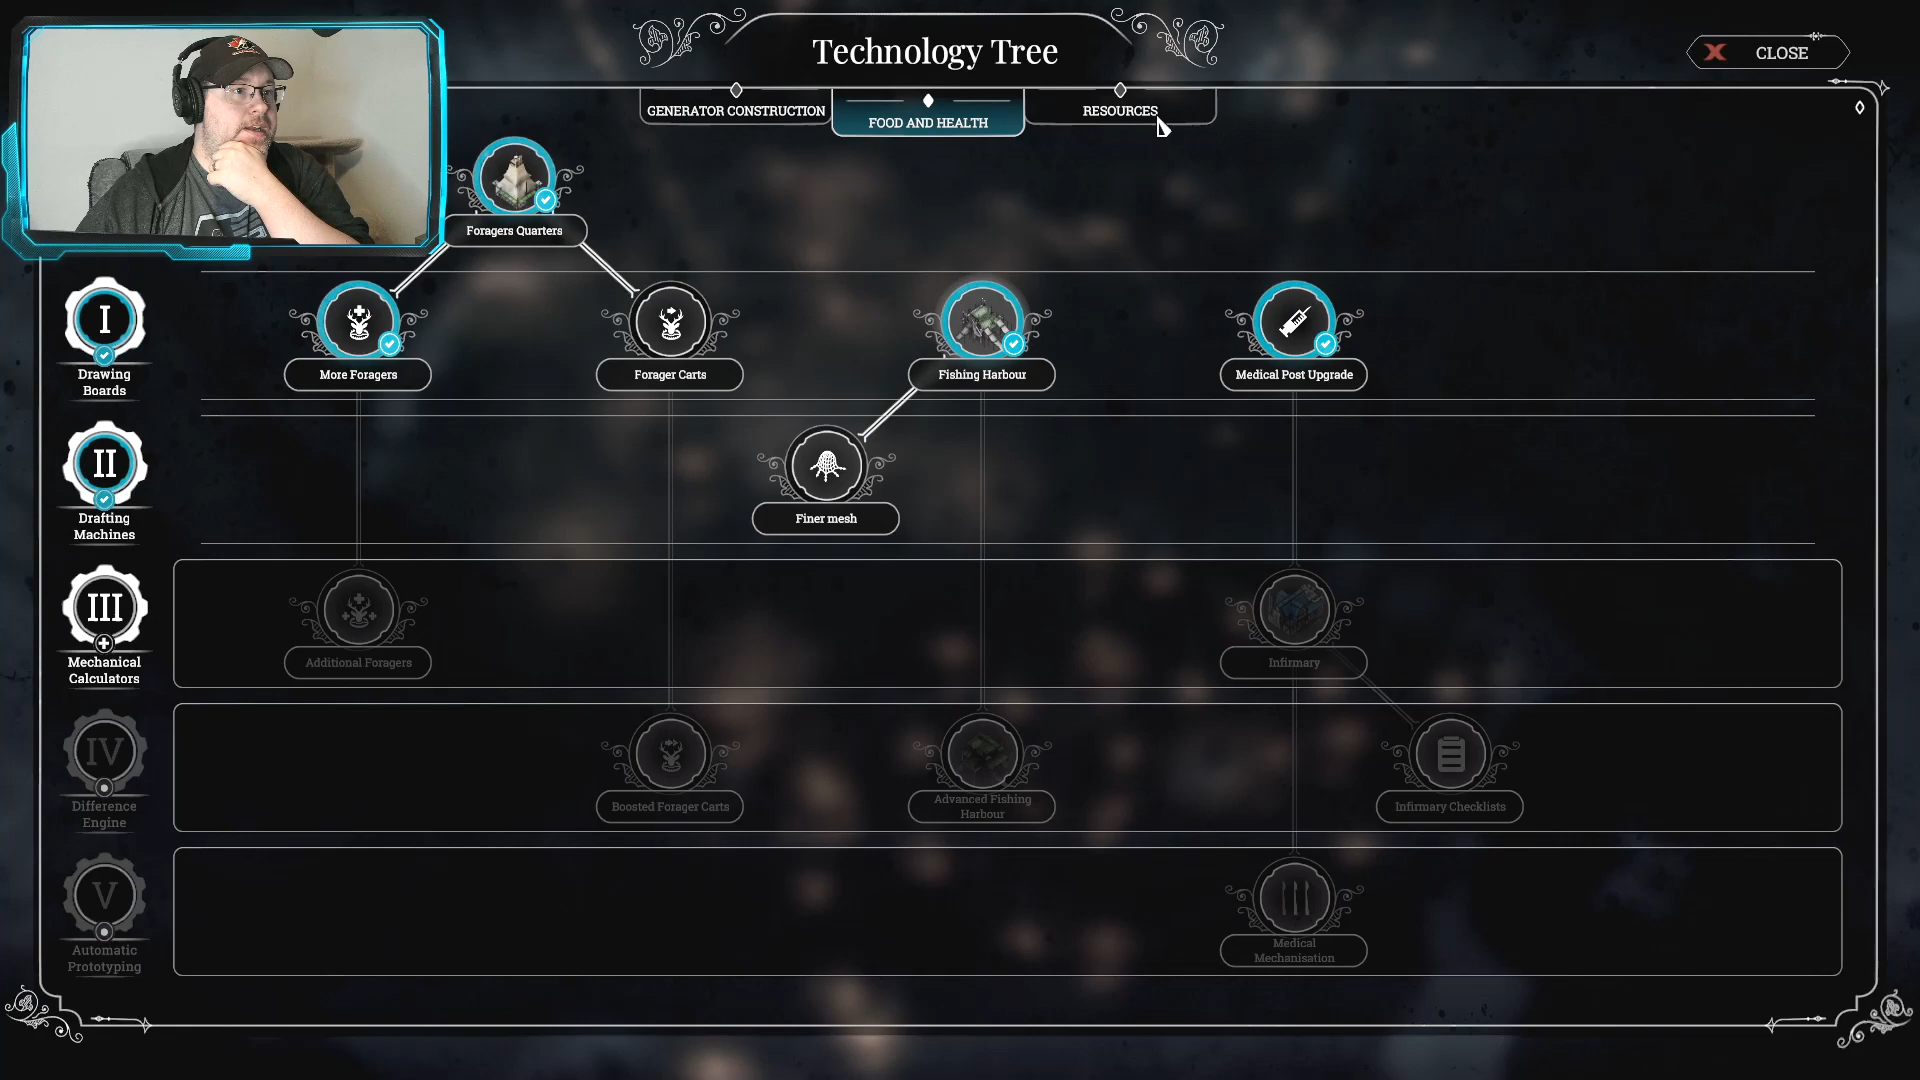 Technology Tree
CLOSE
GENERATOR CONSTRUCTION
FOOD AND HEALTH
RESOURCES
Foragers Quarters
I
Drawing
Boards
More Foragers
Forager Carts
Fishing Harbour
Medical Post Upgrade
II
Drafting
Machines
Finer mesh
III
Mechanical
Calculators
Additional Foragers
Infirmary
IV
Difference
Engine
Boosted Forager Carts
Advanced Fishing
Harbour
Infirmary Checklists
V
Automatic
Prototyping
Medical
Mechanisation